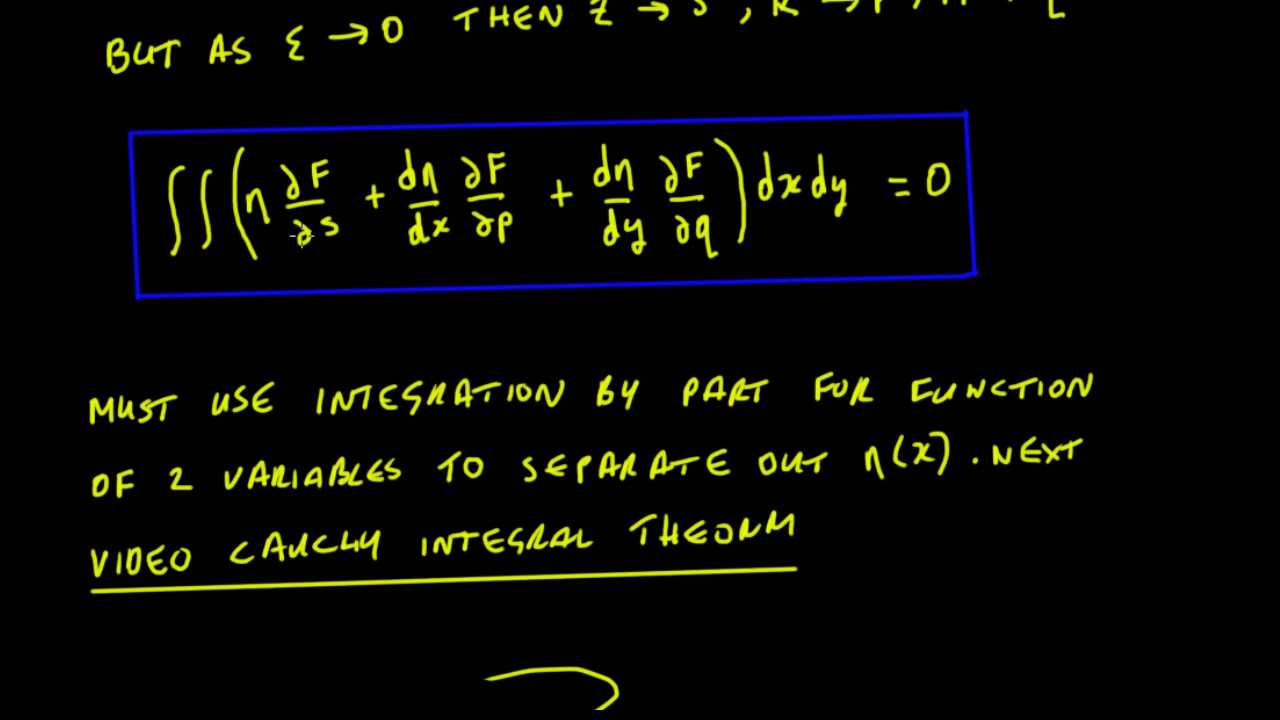 BUT AS ε → 0 THEN Z → S
∫∫(η ∂F/∂s + dη/dx ∂F/∂p + dη/dy ∂F/∂q) dx dy = 0
MUST USE INTEGRATION BY PART FOR FUNCTION
OF 2 VARIABLES TO SEPARATE OUT η(x). NEXT
VIDEO CAUCHY INTEGRAL THEORM